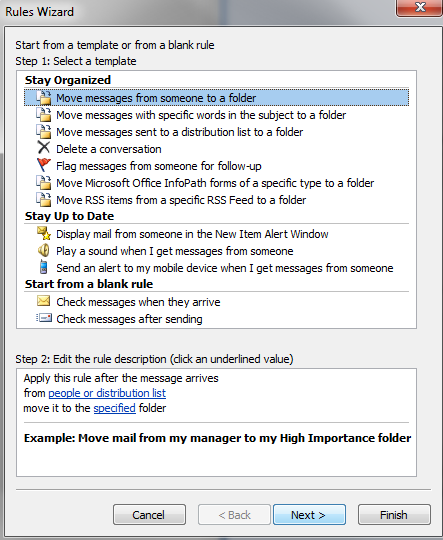 Rules Wizard
Start from a template or from a blank rule
Step 1: Select a template
Stay Organized
Move messages from someone to a folder
Move messages with specific words in the subject to a folder
Move messages sent to a distribution list to a folder
Delete a conversation
Flag messages from someone for follow-up
Move Microsoft Office InfoPath forms of a specific type to a folder
Move RSS items from a specific RSS Feed to a folder
Stay Up to Date
Display mail from someone in the New Item Alert Window
Play a sound when I get messages from someone
Send an alert to my mobile device when I get messages from someone
Start from a blank rule
Check messages when they arrive
Check messages after sending
Step 2: Edit the rule description (click an underlined value)
Apply this rule after the message arrives
from people or distribution list
move it to the specified folder
Example: Move mail from my manager to my High Importance folder
Cancel < Back Next > Finish